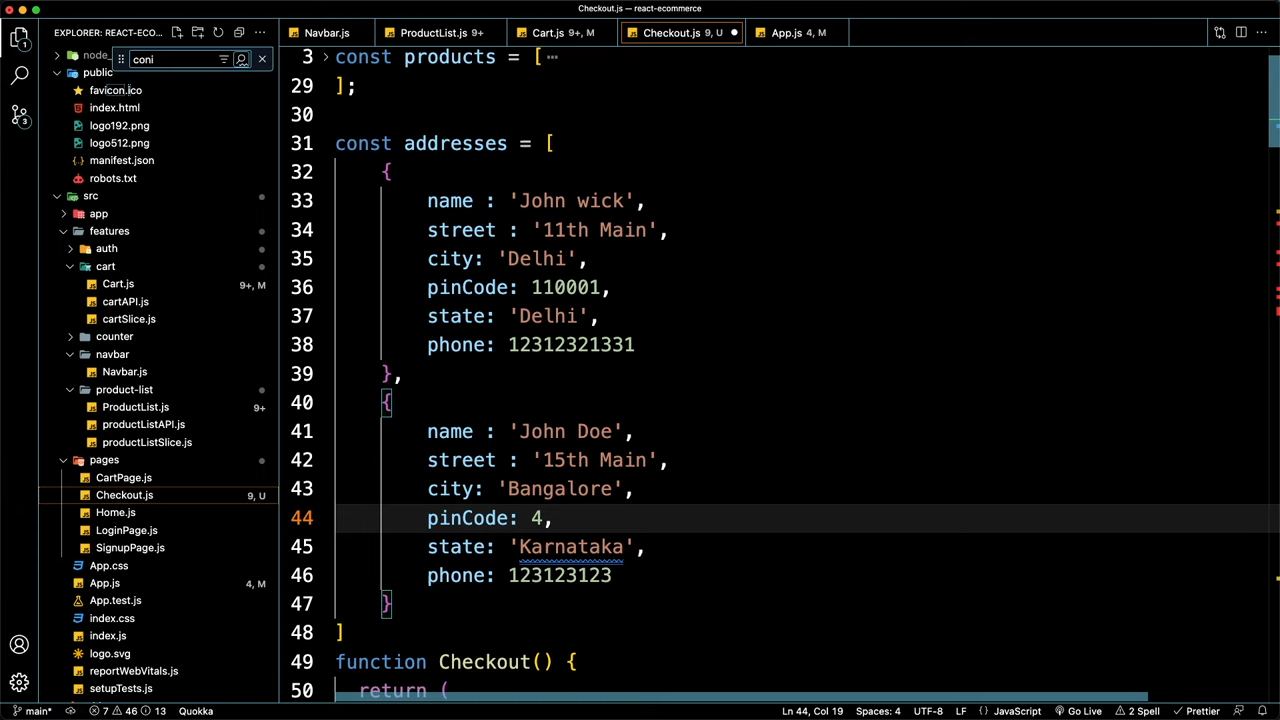 Checkout.js — react-ecommerce
EXPLORER: REACT-ECO...
Navbar.js
ProductList.js 9+
Cart.js 9+, M
Checkout.js 9, U
App.js 4, M
node_
coni
public
favicon.ico
index.html
logo192.png
logo512.png
manifest.json
robots.txt
src
app
features
auth
cart
Cart.js 9+, M
cartAPI.js
cartSlice.js
counter
navbar
Navbar.js
product-list
ProductList.js 9+
productListAPI.js
productListSlice.js
pages
CartPage.js
Checkout.js 9, U
Home.js
LoginPage.js
SignupPage.js
App.css
App.js 4, M
App.test.js
index.css
index.js
logo.svg
reportWebVitals.js
setupTests.js
3 const products = [ ···
29 ];
30
31 const addresses = [
32 {
33 name : 'John wick',
34 street : '11th Main',
35 city: 'Delhi',
36 pinCode: 110001,
37 state: 'Delhi',
38 phone: 12312321331
39 },
40 {
41 name : 'John Doe',
42 street : '15th Main',
43 city: 'Bangalore',
44 pinCode: 4,
45 state: 'Karnataka',
46 phone: 123123123
47 }
48 ]
49 function Checkout() {
50 return (
main* 7 46 13 Quokka Ln 44, Col 19 Spaces: 4 UTF-8 LF {} JavaScript Go Live 2 Spell Prettier